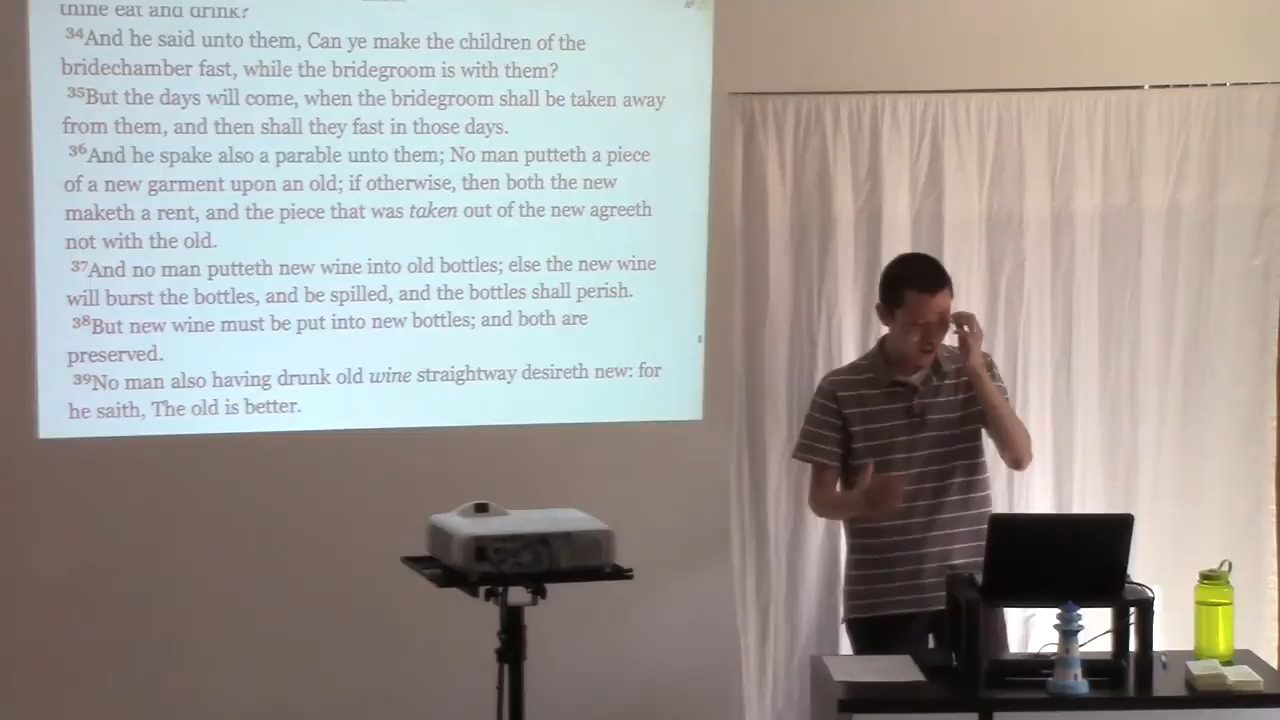 thine eat and drink?
34And he said unto them, Can ye make the children of the
bridechamber fast, while the bridegroom is with them?
35But the days will come, when the bridegroom shall be taken away
from them, and then shall they fast in those days.
36And he spake also a parable unto them; No man putteth a piece
of a new garment upon an old; if otherwise, then both the new
maketh a rent, and the piece that was taken out of the new agreeth
not with the old.
37And no man putteth new wine into old bottles; else the new wine
will burst the bottles, and be spilled, and the bottles shall perish.
38But new wine must be put into new bottles; and both are
preserved.
39No man also having drunk old wine straightway desireth new: for
he saith, The old is better.